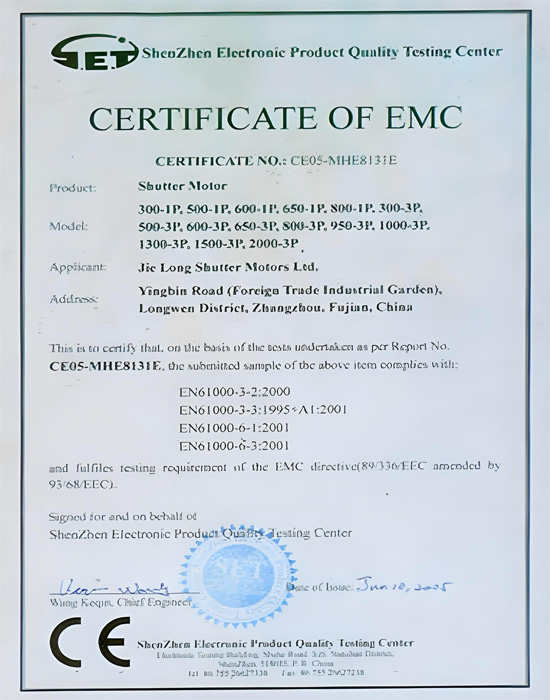 SET ShenZhen Electronic Product Quality Testing Center
CERTIFICATE OF EMC
CERTIFICATE NO.: CE05-MHE8131E
Product: Shutter Motor
Model: 300-1P, 500-1P, 600-1P, 650-1P, 800-1P, 300-3P,
500-3P, 600-3P, 650-3P, 800-3P, 950-3P, 1000-3P,
1300-3P, 1500-3P, 2000-3P
Applicant: Jie Long Shutter Motors Ltd.
Address: Yingbin Road (Foreign Trade Industrial Garden),
Longwen District, Zhangzhou, Fujian, China
This is to certify that, on the basis of the tests undertaken as per Report No.
CE05-MHE8131E, the submitted sample of the above item complies with:
EN61000-3-2:2000
EN61000-3-3:1995+A1:2001
EN61000-6-1:2001
EN61000-6-3:2001
and fulfiles testing requirement of the EMC directive(89/336/EEC amended by
93/68/EEC).
Signed for and on behalf of
ShenZhen Electronic Product Quality Testing Center
SET
Date of Issue: Jun 10, 2005
Wang Keqin, Chief Engineer
CE
ShenZhen Electronic Product Quality Testing Center